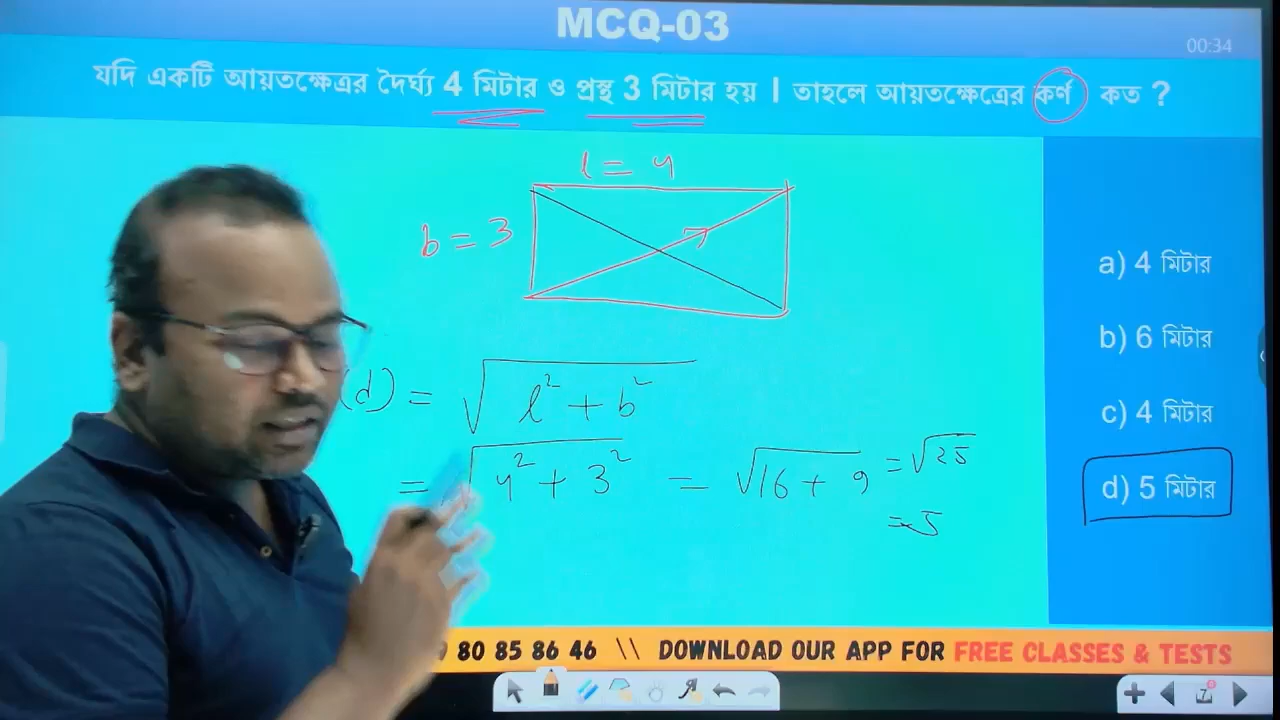 MCQ-03
00:34
যদি একটি আয়তক্ষেত্রর দৈর্ঘ্য 4 মিটার ও প্রস্থ 3 মিটার হয় । তাহলে আয়তক্ষেত্রের কর্ণ কত ?
l = 4
b = 3
a) 4 মিটার
b) 6 মিটার
(d) = √l² + b²
c) 4 মিটার
= √4² + 3² = √16 + 9 = √25
d) 5 মিটার
= 5
80 85 86 46 \\ DOWNLOAD OUR APP FOR FREE CLASSES & TESTS